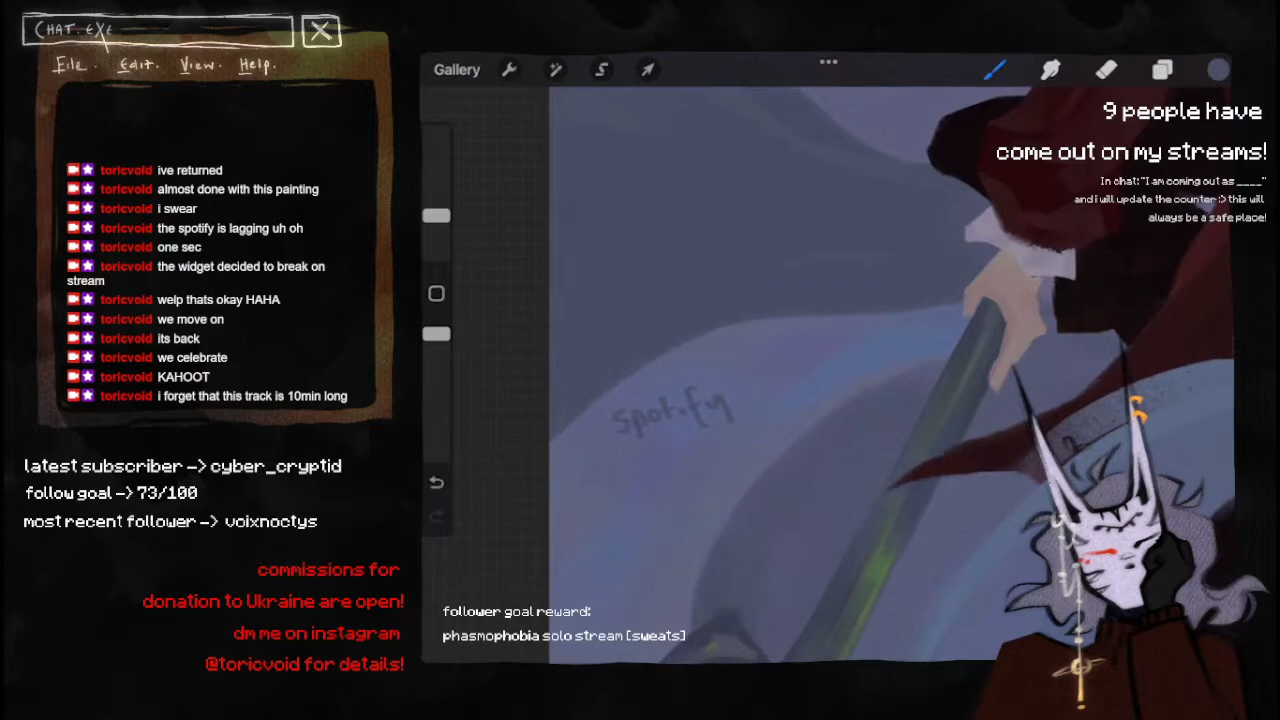 CHAT.EXE
File. Edit. View. Help.
toricvoid ive returned
toricvoid almost done with this painting
toricvoid i swear
toricvoid the spotify is lagging uh oh
toricvoid one sec
toricvoid the widget decided to break on
stream
toricvoid welp thats okay HAHA
toricvoid we move on
toricvoid its back
toricvoid we celebrate
toricvoid KAHOOT
toricvoid i forget that this track is 10min long
latest subscriber -> cyber_cryptid
follow goal -> 73/100
most recent follower -> voixnoctys
commissions for
donation to Ukraine are open!
dm me on instagram
@toricvoid for details!
Gallery
9 people have
come out on my streams!
In chat: "I am coming out as ____"
and i will update the counter :> this will
always be a safe place!
spotify
follower goal reward:
phasmophobia solo stream [sweats]